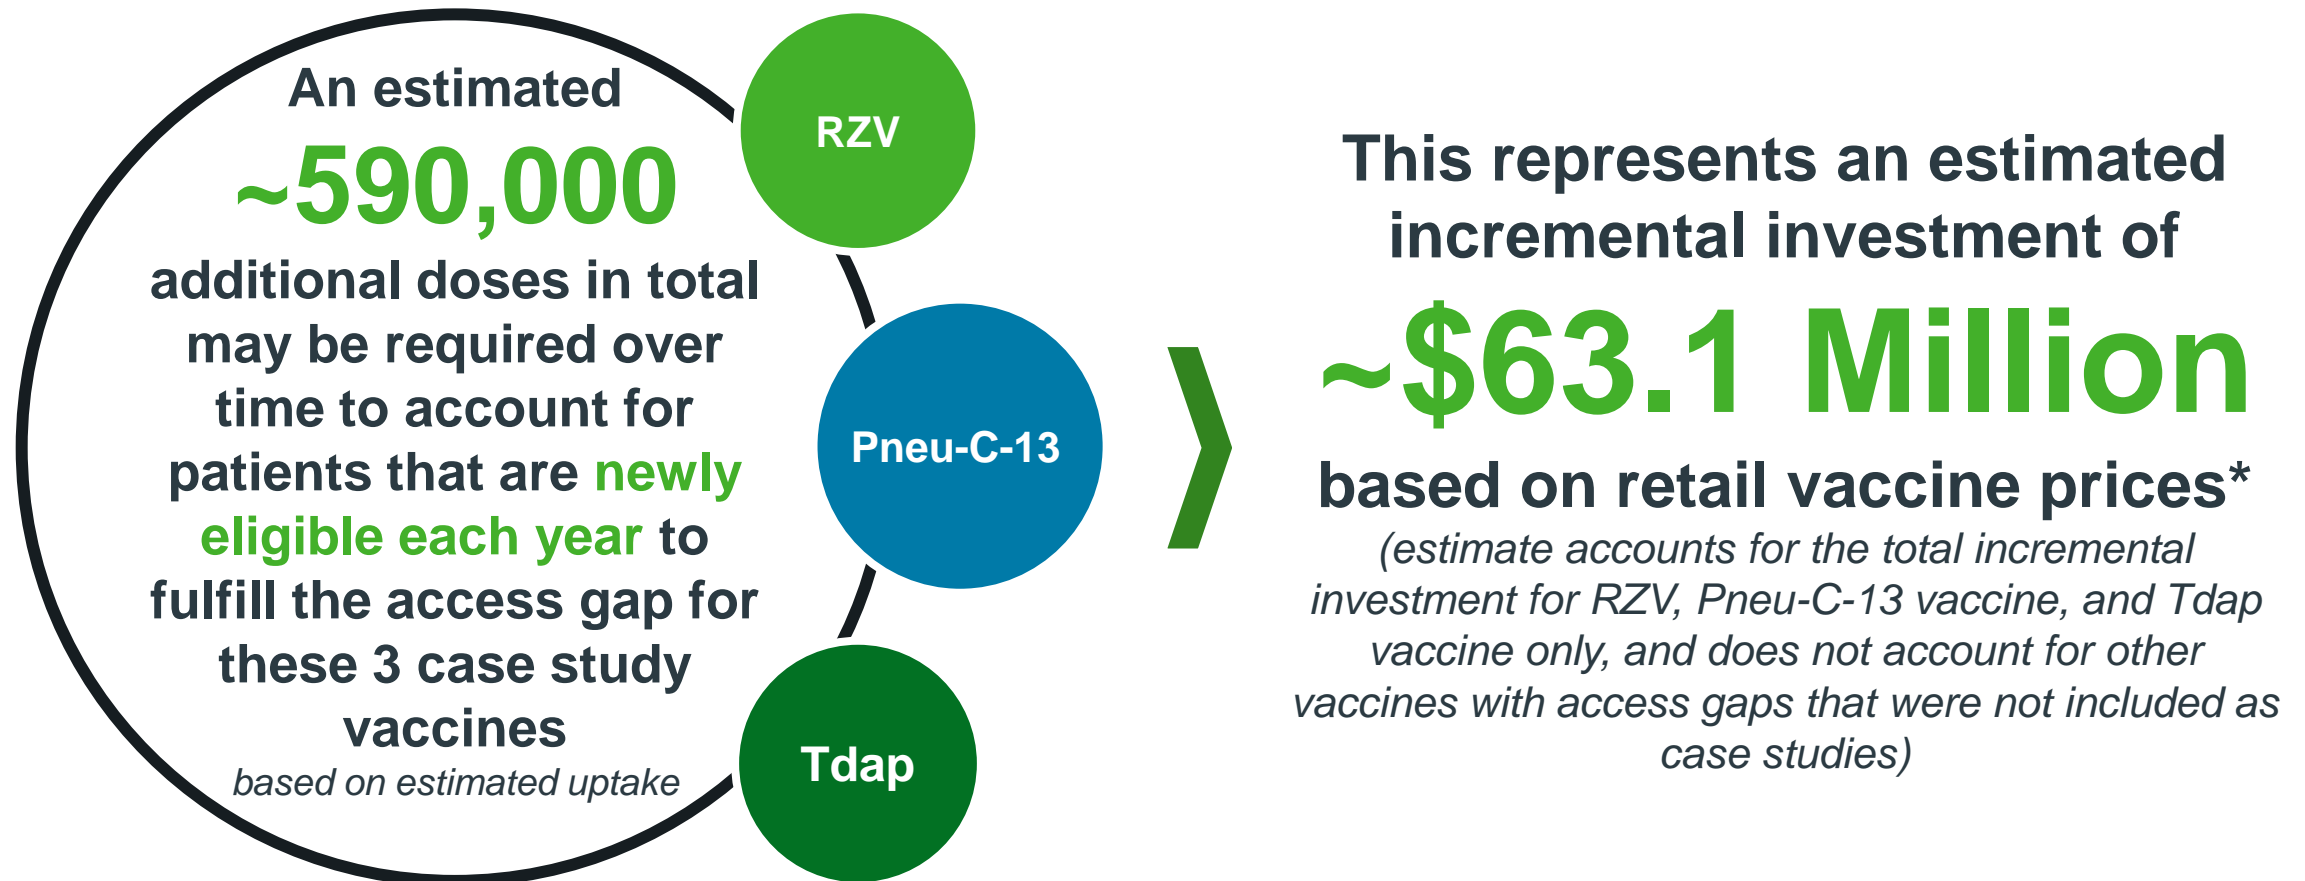 An estimated
~590,000
additional doses in total
may be required over
time to account for
patients that are newly
eligible each year to
fulfill the access gap for
these 3 case study
vaccines
based on estimated uptake
RZV
Pneu-C-13
Tdap
This represents an estimated
incremental investment of
~$63.1 Million
based on retail vaccine prices*
(estimate accounts for the total incremental
investment for RZV, Pneu-C-13 vaccine, and Tdap
vaccine only, and does not account for other
vaccines with access gaps that were not included as
case studies)